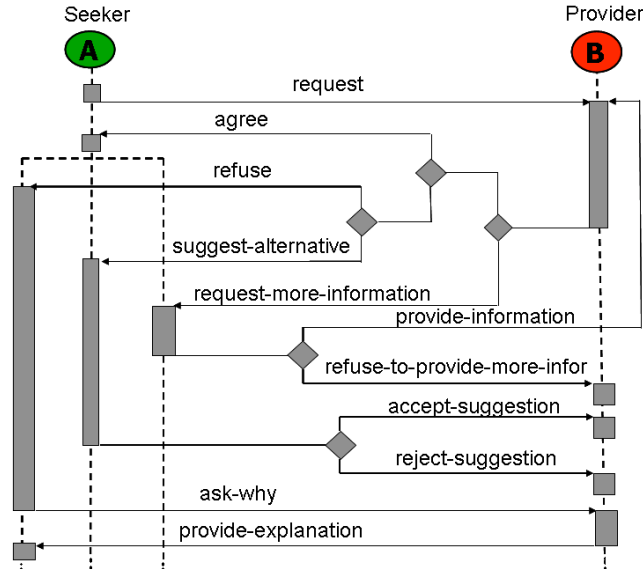 Seeker
Provider
A
B
request
agree
refuse
suggest-alternative
request-more-information
provide-information
refuse-to-provide-more-infor
accept-suggestion
reject-suggestion
ask-why
provide-explanation